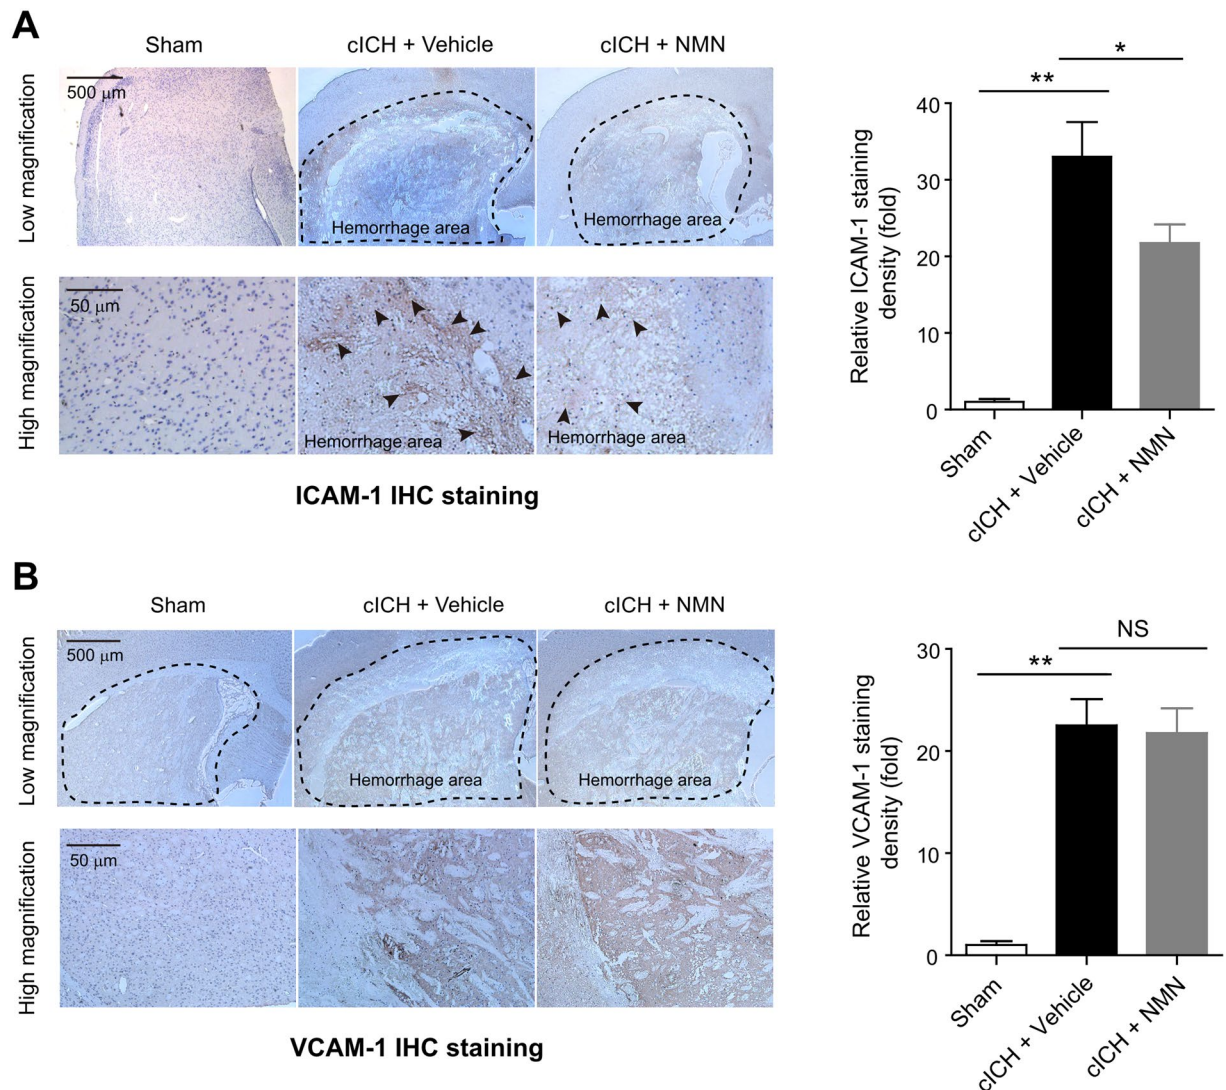 A
Sham
cICH + Vehicle
cICH + NMN
Low magnification
500 μm
Hemorrhage area
Hemorrhage area
High magnification
50 μm
Hemorrhage area
Hemorrhage area
ICAM-1 IHC staining
Relative ICAM-1 staining
density (fold)
40
30
20
10
0
**
*
Sham
cICH + Vehicle
cICH + NMN
B
Sham
cICH + Vehicle
cICH + NMN
Low magnification
500 μm
Hemorrhage area
Hemorrhage area
High magnification
50 μm
VCAM-1 IHC staining
Relative VCAM-1 staining
density (fold)
30
20
10
0
**
NS
Sham
cICH + Vehicle
cICH + NMN